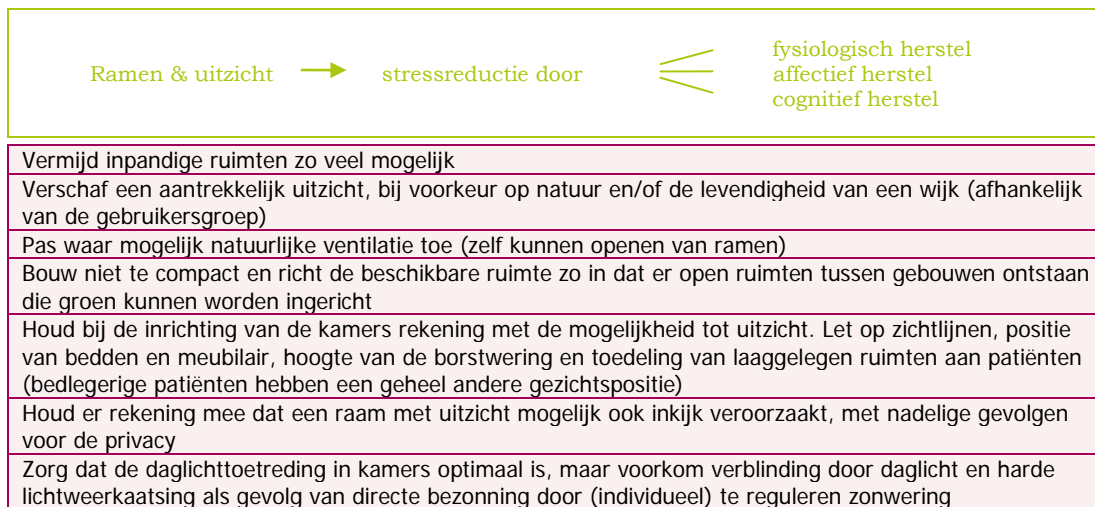 fysiologisch herstel
Ramen & uitzicht stressreductie door affectief herstel
cognitief herstel
Vermijd inpandige ruimten zo veel mogelijk
Verschaf een aantrekkelijk uitzicht, bij voorkeur op natuur en/of de levendigheid van een wijk (afhankelijk
van de gebruikersgroep)
Pas waar mogelijk natuurlijke ventilatie toe (zelf kunnen openen van ramen)
Bouw niet te compact en richt de beschikbare ruimte zo in dat er open ruimten tussen gebouwen ontstaan
die groen kunnen worden ingericht
Houd bij de inrichting van de kamers rekening met de mogelijkheid tot uitzicht. Let op zichtlijnen, positie
van bedden en meubilair, hoogte van de borstwering en toedeling van laaggelegen ruimten aan patiënten
(bedlegerige patiënten hebben een geheel andere gezichtspositie)
Houd er rekening mee dat een raam met uitzicht mogelijk ook inkijk veroorzaakt, met nadelige gevolgen
voor de privacy
Zorg dat de daglichttoetreding in kamers optimaal is, maar voorkom verblinding door daglicht en harde
lichtweerkaatsing als gevolg van directe bezonning door (individueel) te reguleren zonwering